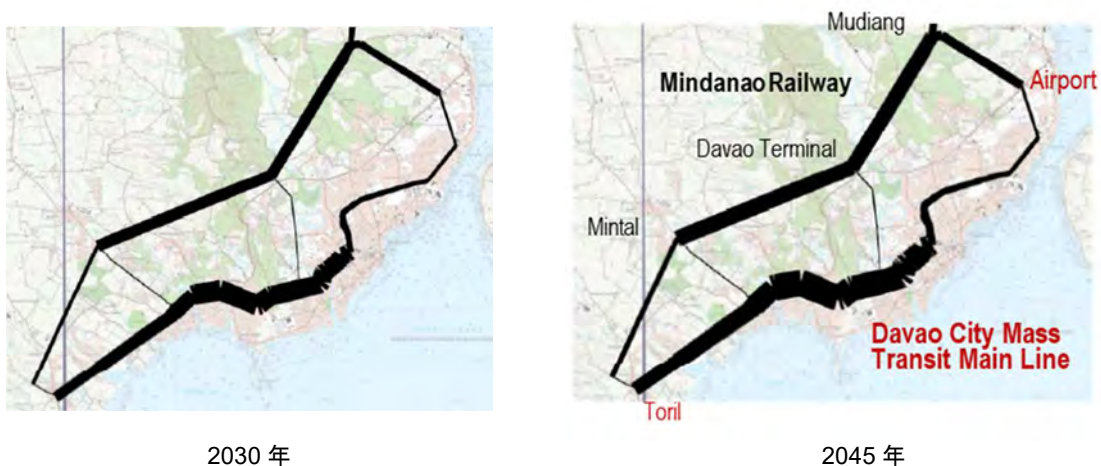 Mudiang
Mindanao Railway
Airport
Davao Terminal
Mintal
Davao City Mass
Transit Main Line
Toril
2030 年
2045 年